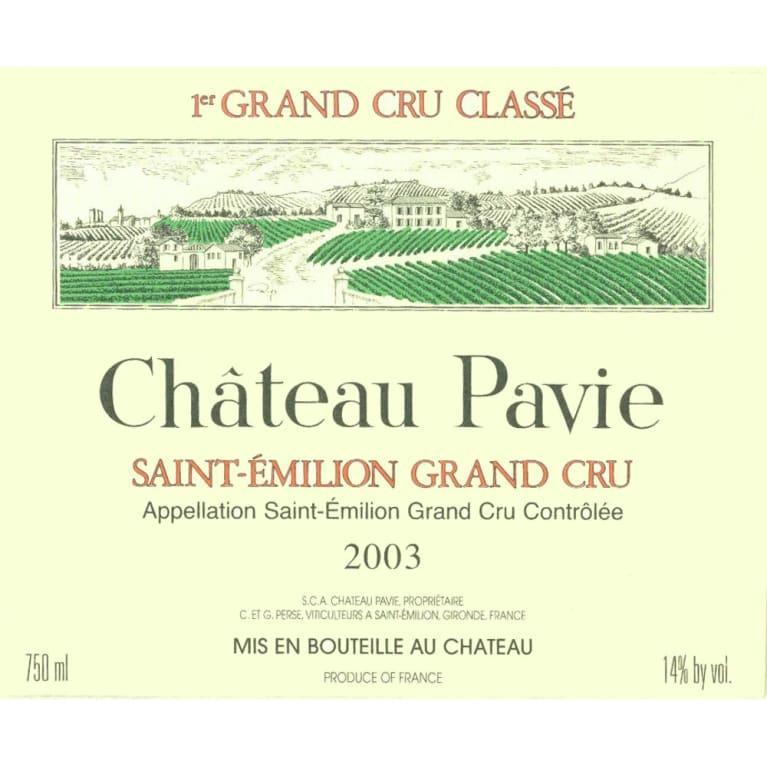 1er GRAND CRU CLASSÉ
Château Pavie
SAINT-ÉMILION GRAND CRU
Appellation Saint-Émilion Grand Cru Contrôlée
2003
S.C.A. CHATEAU PAVIE, PROPRIÉTAIRE
C. ET G. PERSE, VITICULTEURS A SAINT-ÉMILION, GIRONDE, FRANCE
MIS EN BOUTEILLE AU CHATEAU
750 ml
PRODUCE OF FRANCE
14% by vol.